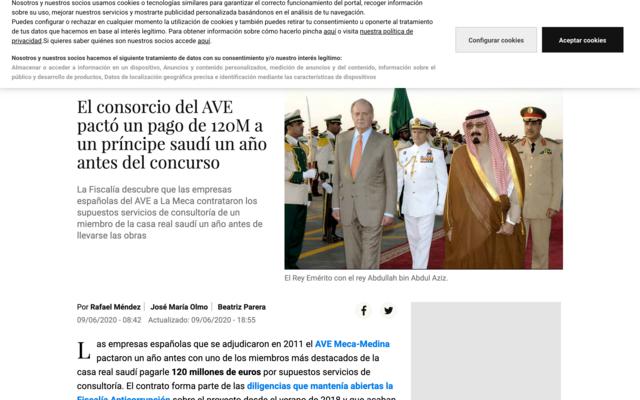 Nosotros y nuestros socios usamos cookies o tecnologías similares para garantizar el correcto funcionamiento del portal, recoger información
sobre su uso, mejorar nuestros servicios y mostrarte publicidad personalizada basándonos en el análisis de tu navegación.
Puedes configurar o rechazar en cualquier momento la utilización de cookies y también puedes retirar tu consentimiento u oponerte al tratamiento
de tus datos que hacemos en base al interés legítimo. Para obtener información sobre cómo hacerlo pincha aquí o visita nuestra política de
privacidad.Si quieres saber quiénes son nuestros socios accede aquí.
Nosotros y nuestros socios hacemos el siguiente tratamiento de datos con su consentimiento y/o nuestro interés legítimo:
Almacenar o acceder a información en un dispositivo, Anuncios y contenido personalizados, medición de anuncios y del contenido, información sobre el
público y desarrollo de productos, Datos de localización geográfica precisa e identificación mediante las características de dispositivos
Configurar cookies
Aceptar cookies
El consorcio del AVE
pactó un pago de 120M a
un príncipe saudí un año
antes del concurso
La Fiscalía descubre que las empresas
españolas del AVE a La Meca contrataron los
supuestos servicios de consultoría de un
miembro de la casa real saudí un año antes de
llevarse las obras
El Rey Emérito con el rey Abdullah bin Abdul Aziz.
Por Rafael Méndez José María Olmo Beatriz Parera
09/06/2020 - 08:42 Actualizado: 09/06/2020 - 18:55
Las empresas españolas que se adjudicaron en 2011 el AVE Meca-Medina
pactaron un año antes con uno de los miembros más destacados de la
casa real saudí pagarle 120 millones de euros por supuestos servicios de
consultoría. El contrato forma parte de las diligencias que mantenía abiertas la
Fiscalía Anticorrupción sobre el proyecto desde el verano de 2018 y que acaban